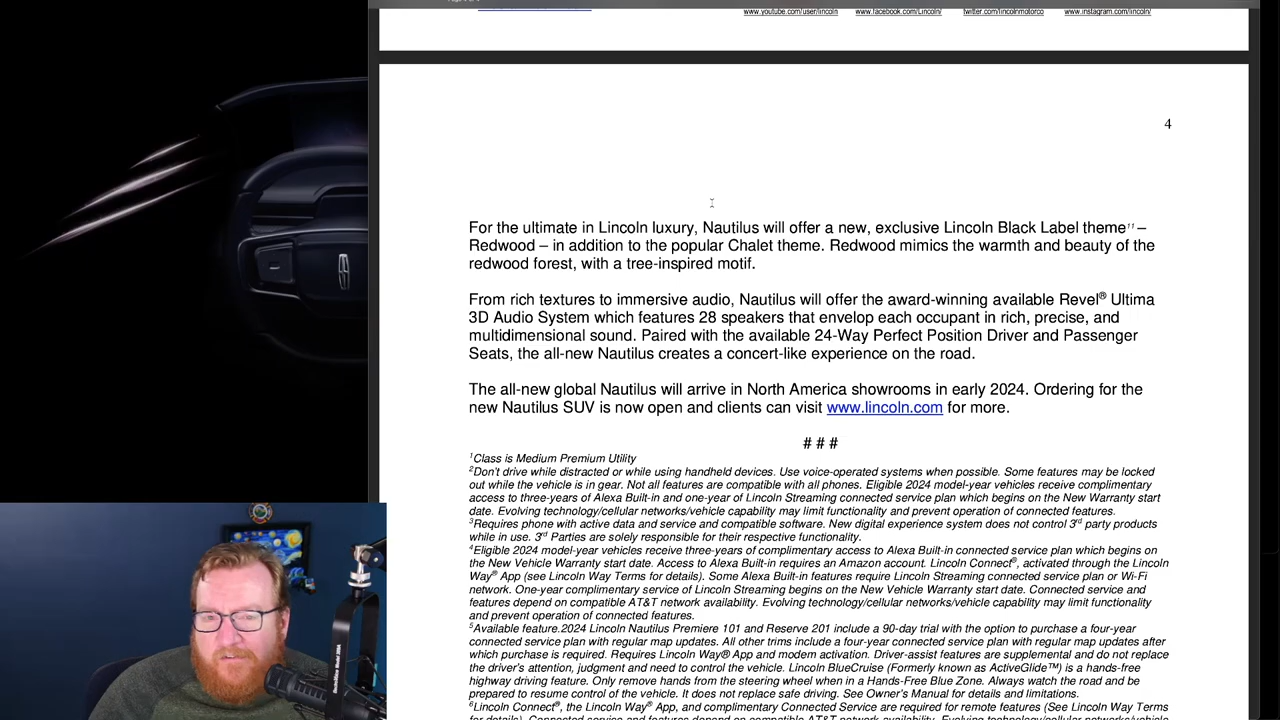 www.youtube.com/user/lincoln www.facebook.com/Lincoln/ twitter.com/lincolnmotorco www.instagram.com/lincoln/
4
For the ultimate in Lincoln luxury, Nautilus will offer a new, exclusive Lincoln Black Label theme¹¹ –
Redwood – in addition to the popular Chalet theme. Redwood mimics the warmth and beauty of the
redwood forest, with a tree-inspired motif.
From rich textures to immersive audio, Nautilus will offer the award-winning available Revel® Ultima
3D Audio System which features 28 speakers that envelop each occupant in rich, precise, and
multidimensional sound. Paired with the available 24-Way Perfect Position Driver and Passenger
Seats, the all-new Nautilus creates a concert-like experience on the road.
The all-new global Nautilus will arrive in North America showrooms in early 2024. Ordering for the
new Nautilus SUV is now open and clients can visit www.lincoln.com for more.
# # #
¹Class is Medium Premium Utility
²Don't drive while distracted or while using handheld devices. Use voice-operated systems when possible. Some features may be locked
out while the vehicle is in gear. Not all features are compatible with all phones. Eligible 2024 model-year vehicles receive complimentary
access to three-years of Alexa Built-in and one-year of Lincoln Streaming connected service plan which begins on the New Warranty start
date. Evolving technology/cellular networks/vehicle capability may limit functionality and prevent operation of connected features.
³Requires phone with active data and service and compatible software. New digital experience system does not control 3rd party products
while in use. 3rd Parties are solely responsible for their respective functionality.
⁴Eligible 2024 model-year vehicles receive three-years of complimentary access to Alexa Built-in connected service plan which begins on
the New Vehicle Warranty start date. Access to Alexa Built-in requires an Amazon account. Lincoln Connect®, activated through the Lincoln
Way® App (see Lincoln Way Terms for details). Some Alexa Built-in features require Lincoln Streaming connected service plan or Wi-Fi
network. One-year complimentary service of Lincoln Streaming begins on the New Vehicle Warranty start date. Connected service and
features depend on compatible AT&T network availability. Evolving technology/cellular networks/vehicle capability may limit functionality
and prevent operation of connected features.
⁵Available feature.2024 Lincoln Nautilus Premiere 101 and Reserve 201 include a 90-day trial with the option to purchase a four-year
connected service plan with regular map updates. All other trims include a four-year connected service plan with regular map updates after
which purchase is required. Requires Lincoln Way® App and modem activation. Driver-assist features are supplemental and do not replace
the driver's attention, judgment and need to control the vehicle. Lincoln BlueCruise (Formerly known as ActiveGlide™) is a hands-free
highway driving feature. Only remove hands from the steering wheel when in a Hands-Free Blue Zone. Always watch the road and be
prepared to resume control of the vehicle. It does not replace safe driving. See Owner's Manual for details and limitations.
⁶Lincoln Connect®, the Lincoln Way® App, and complimentary Connected Service are required for remote features (See Lincoln Way Terms
for details). Connected service and features depend on compatible AT&T network availability. Evolving technology/cellular